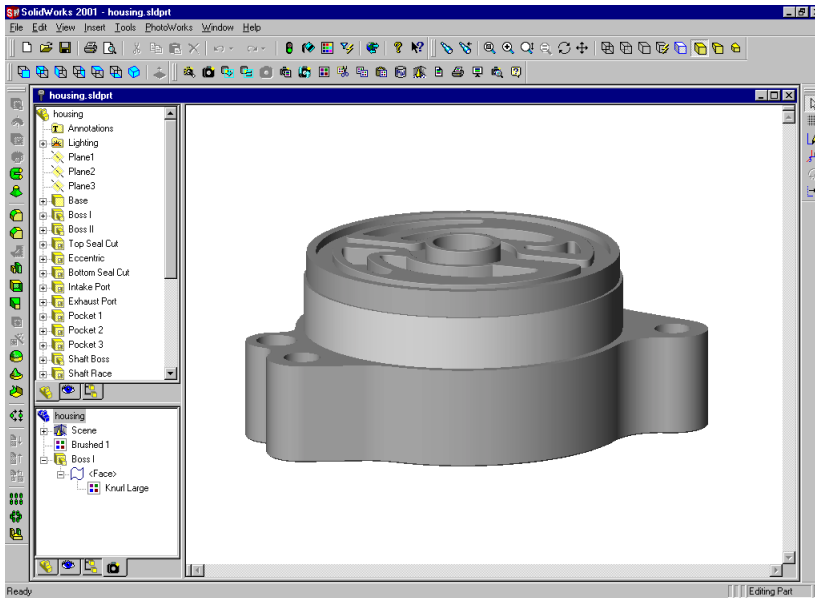 SW SolidWorks 2001 - housing.sldprt
File Edit View Insert Tools PhotoWorks Window Help
housing.sldprt
housing
Annotations
Lighting
Plane1
Plane2
Plane3
Base
Boss I
Boss II
Top Seal Cut
Eccentric
Bottom Seal Cut
Intake Port
Exhaust Port
Pocket 1
Pocket 2
Pocket 3
Shaft Boss
Shaft Race
housing
Scene
Brushed 1
Boss I
<Face>
Knurl Large
Ready Editing Part